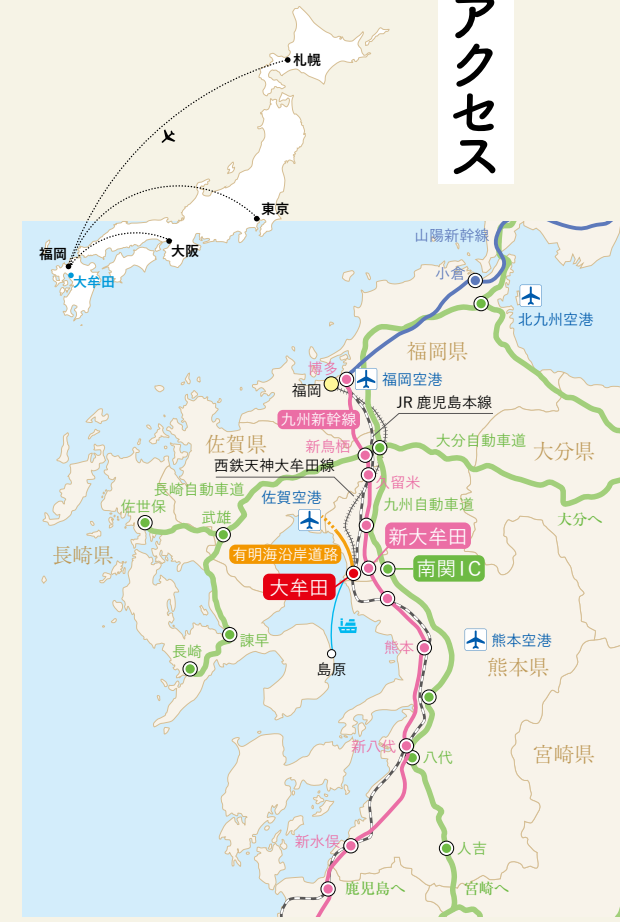 アクセス
札幌
東京
大阪
福岡
大牟田
山陽新幹線
小倉
北九州空港
福岡県
博多
福岡空港
福岡
JR 鹿児島本線
九州新幹線
佐賀県
新鳥栖
大分自動車道
大分県
西鉄天神大牟田線
久留米
長崎自動車道
佐賀空港
九州自動車道
佐世保
武雄
大分へ
新大牟田
長崎県
有明海沿岸道路
南関IC
大牟田
諫早
熊本空港
長崎
熊本
島原
熊本県
新八代
八代
宮崎県
新水俣
人吉
鹿児島へ
宮崎へ